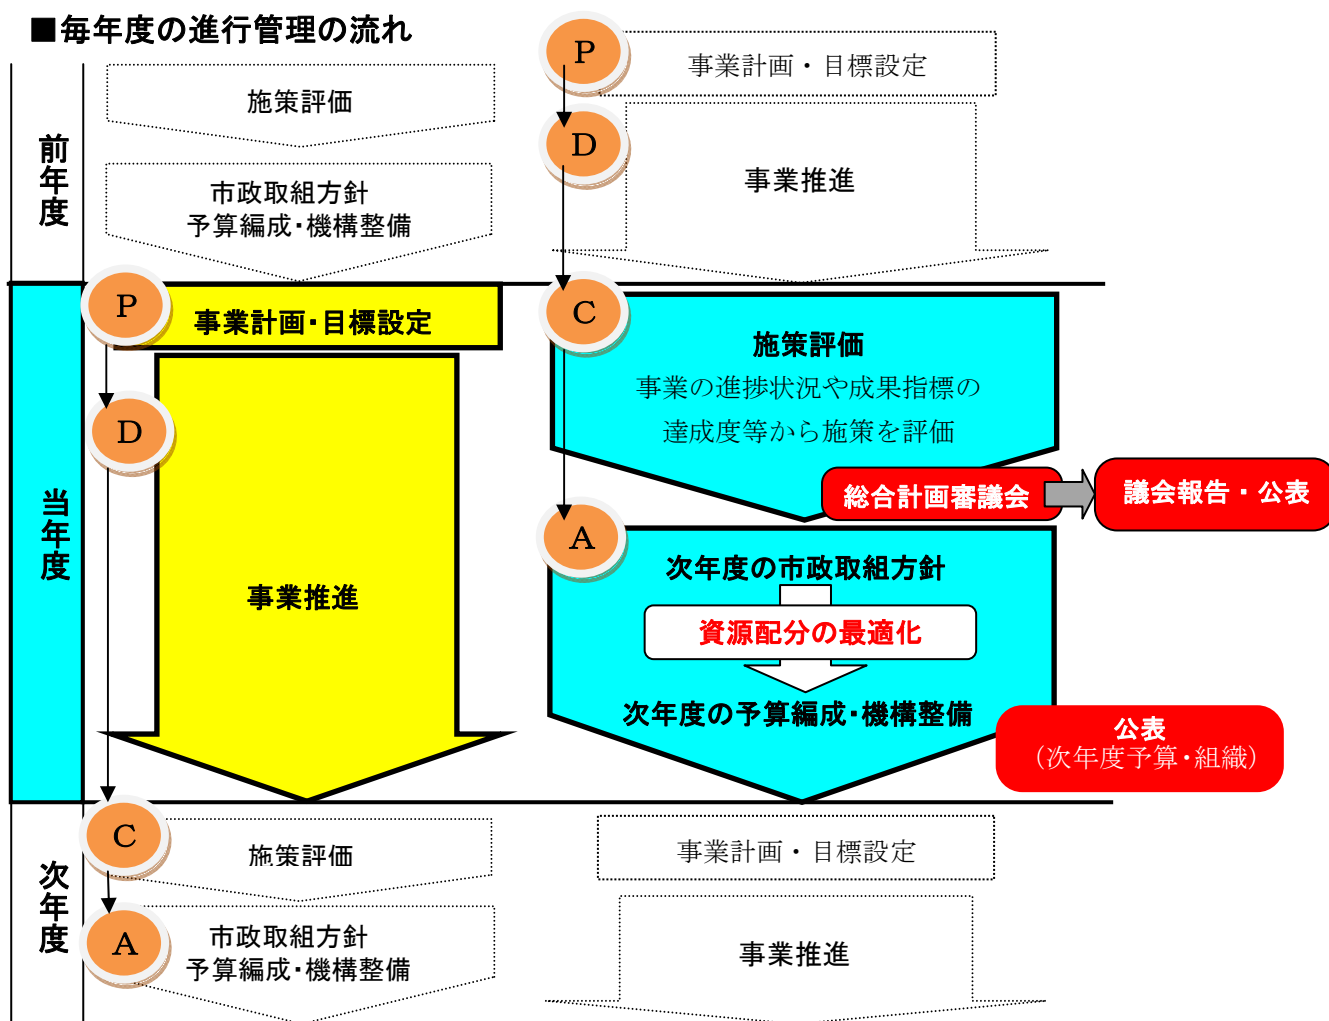 ■毎年度の進行管理の流れ
前年度
施策評価
市政取組方針
予算編成・機構整備
P
事業計画・目標設定
D
事業推進
当年度
P
事業計画・目標設定
D
事業推進
C
施策評価
事業の進捗状況や成果指標の
達成度等から施策を評価
総合計画審議会
議会報告・公表
A
次年度の市政取組方針
資源配分の最適化
次年度の予算編成・機構整備
公表
（次年度予算・組織）
次年度
C
施策評価
A
市政取組方針
予算編成・機構整備
事業計画・目標設定
事業推進